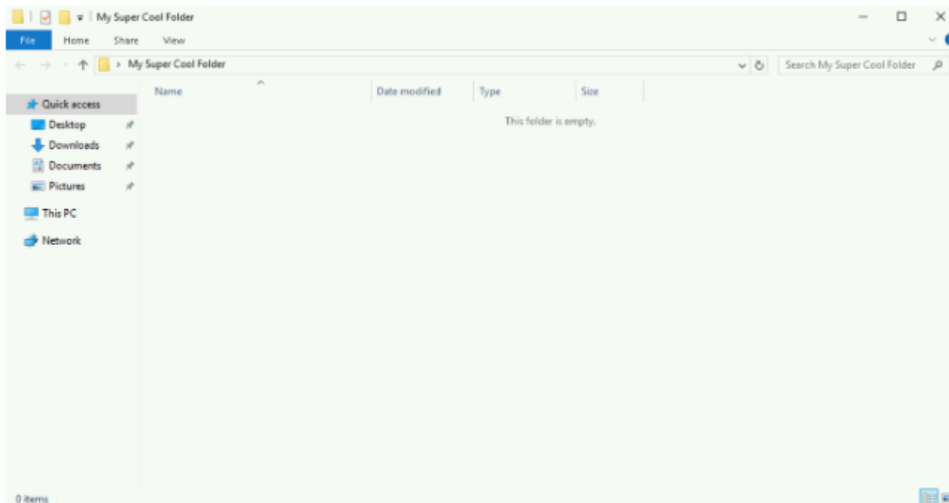 My Super Cool Folder
File Home Share View
My Super Cool Folder Search My Super Cool Folder
Name Date modified Type Size
This folder is empty.
Quick access
Desktop
Downloads
Documents
Pictures
This PC
Network
0 items